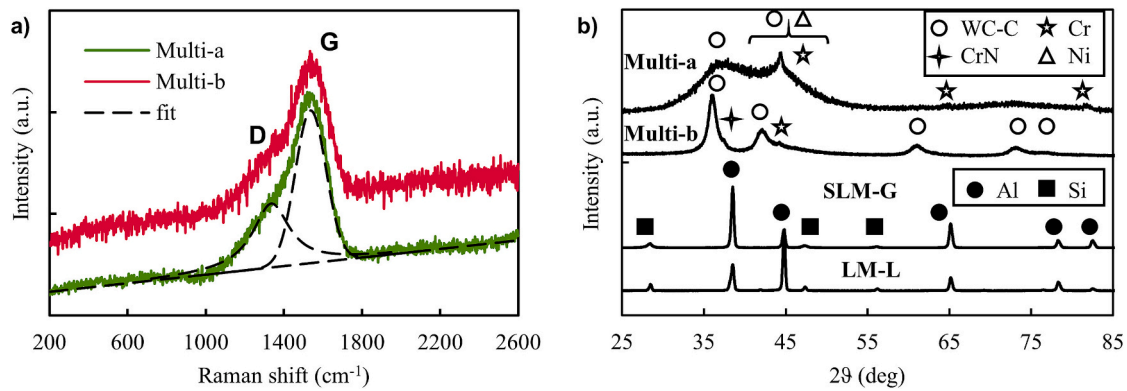 a)
Intensity (a.u.)
Multi-a
Multi-b
fit
D
G
200 600 1000 1400 1800 2200 2600
Raman shift (cm⁻¹)
b)
Intensity (a.u.)
WC-C Cr
CrN Ni
Multi-a
Multi-b
SLM-G
Al Si
LM-L
25 35 45 55 65 75 85
2ϑ (deg)